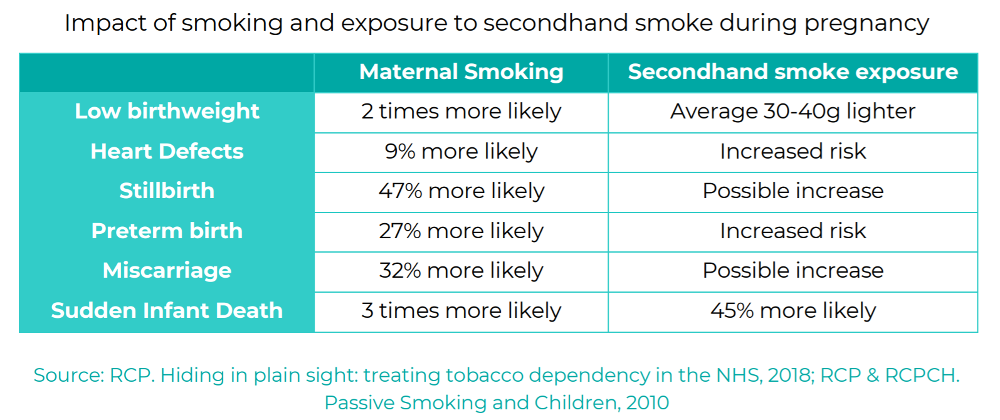 Impact of smoking and exposure to secondhand smoke during pregnancy
Maternal Smoking Secondhand smoke exposure
Low birthweight 2 times more likely Average 30-40g lighter
Heart Defects 9% more likely Increased risk
Stillbirth 47% more likely Possible increase
Preterm birth 27% more likely Increased risk
Miscarriage 32% more likely Possible increase
Sudden Infant Death 3 times more likely 45% more likely
Source: RCP. Hiding in plain sight: treating tobacco dependency in the NHS, 2018; RCP & RCPCH.
Passive Smoking and Children, 2010